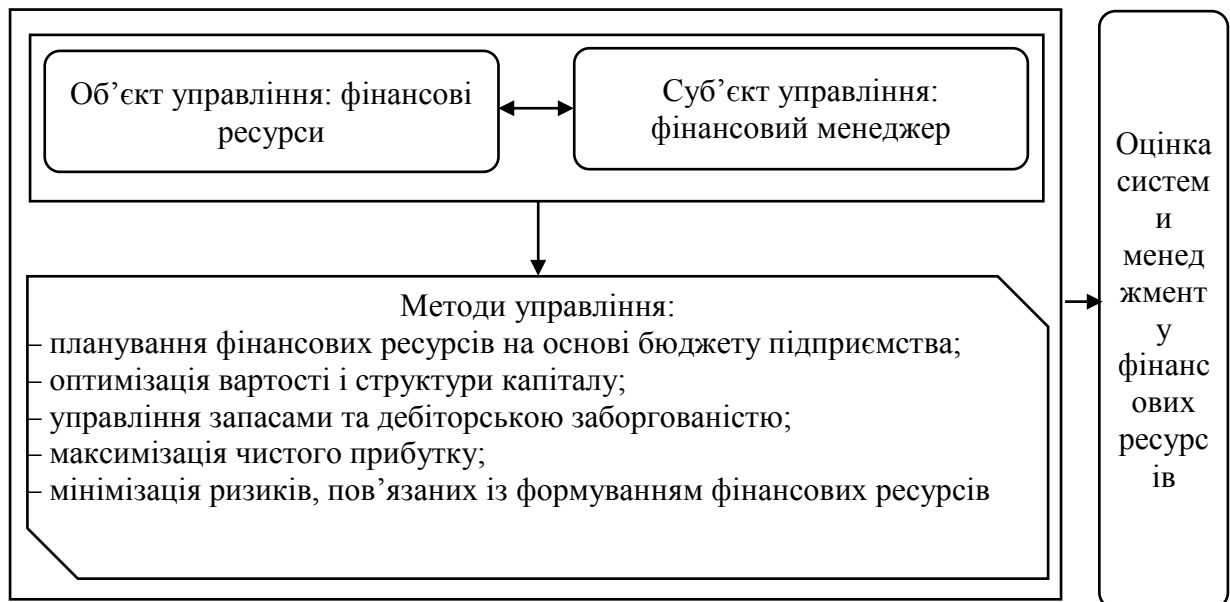 Об’єкт управління: фінансові
ресурси
Суб’єкт управління:
фінансовий менеджер
Методи управління:
– планування фінансових ресурсів на основі бюджету підприємства;
– оптимізація вартості і структури капіталу;
– управління запасами та дебіторською заборгованістю;
– максимізація чистого прибутку;
– мінімізація ризиків, пов’язаних із формуванням фінансових ресурсів
Оцінка
систем
и
менед
жмент
у
фінанс
ових
ресурс
ів